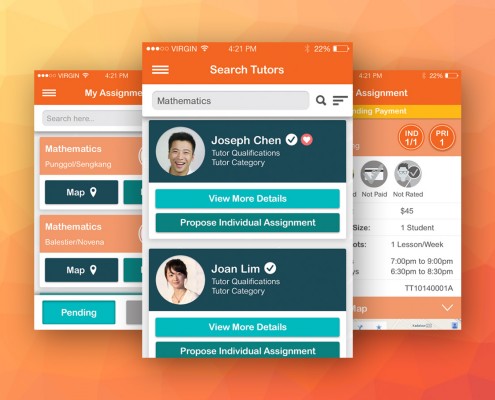 VIRGIN 4:21 PM
My Assignme
Search here...
Mathematics
Punggol/Sengkang
Map
Mathematics
Balestier/Novena
Map
Pending
VIRGIN 4:21 PM 22%
Search Tutors
Mathematics
Joseph Chen
Tutor Qualifications
Tutor Category
View More Details
Propose Individual Assignment
Joan Lim
Tutor Qualifications
Tutor Category
View More Details
Propose Individual Assignment
4:21 PM 22%
Assignment
nding Payment
IND
1/1
PRI
1
Not Paid
Not Rated
$45
Size: 1 Student
ots: 1 Lesson/Week
7:00pm to 9:00pm
ys 6:30pm to 8:30pm
TT10140001A
Map